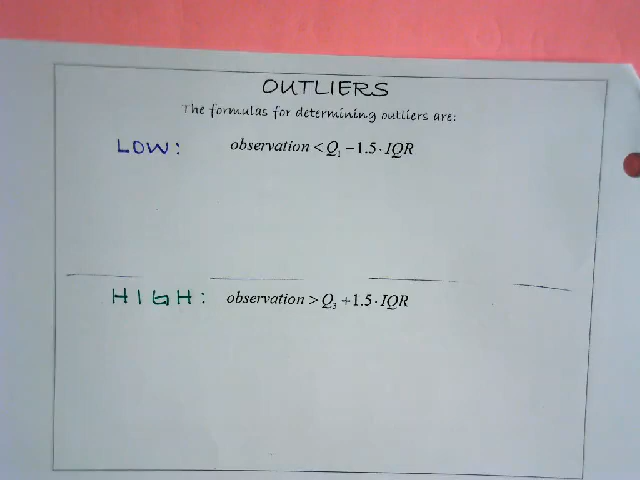 OUTLIERS
The formulas for determining outliers are:
LOW: observation < Q₁ − 1.5 · IQR
HIGH: observation > Q₃ + 1.5 · IQR